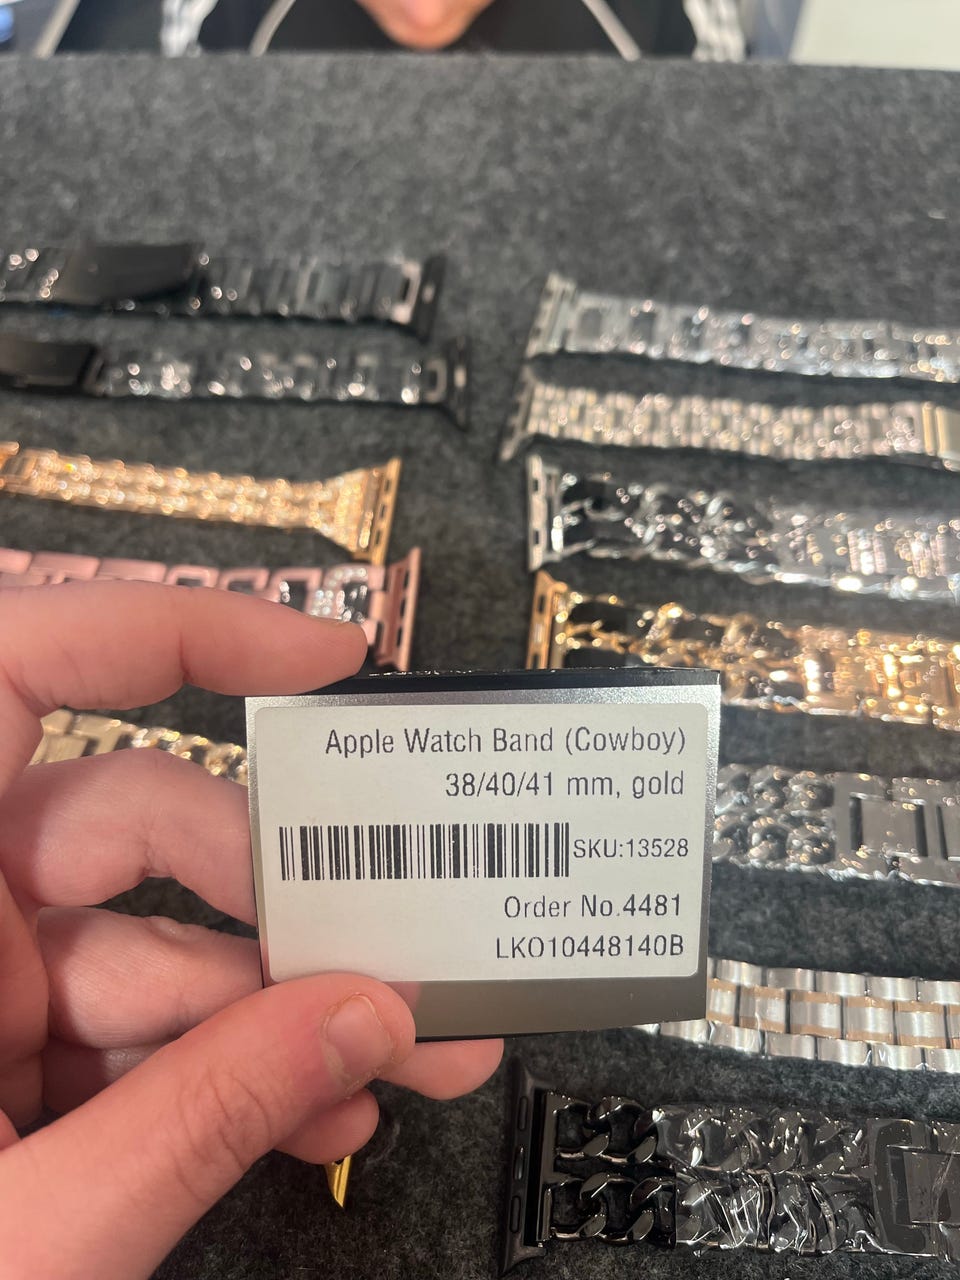 Apple Watch Band (Cowboy)
38/40/41 mm, gold
SKU:13528
Order No.4481
LKO10448140B